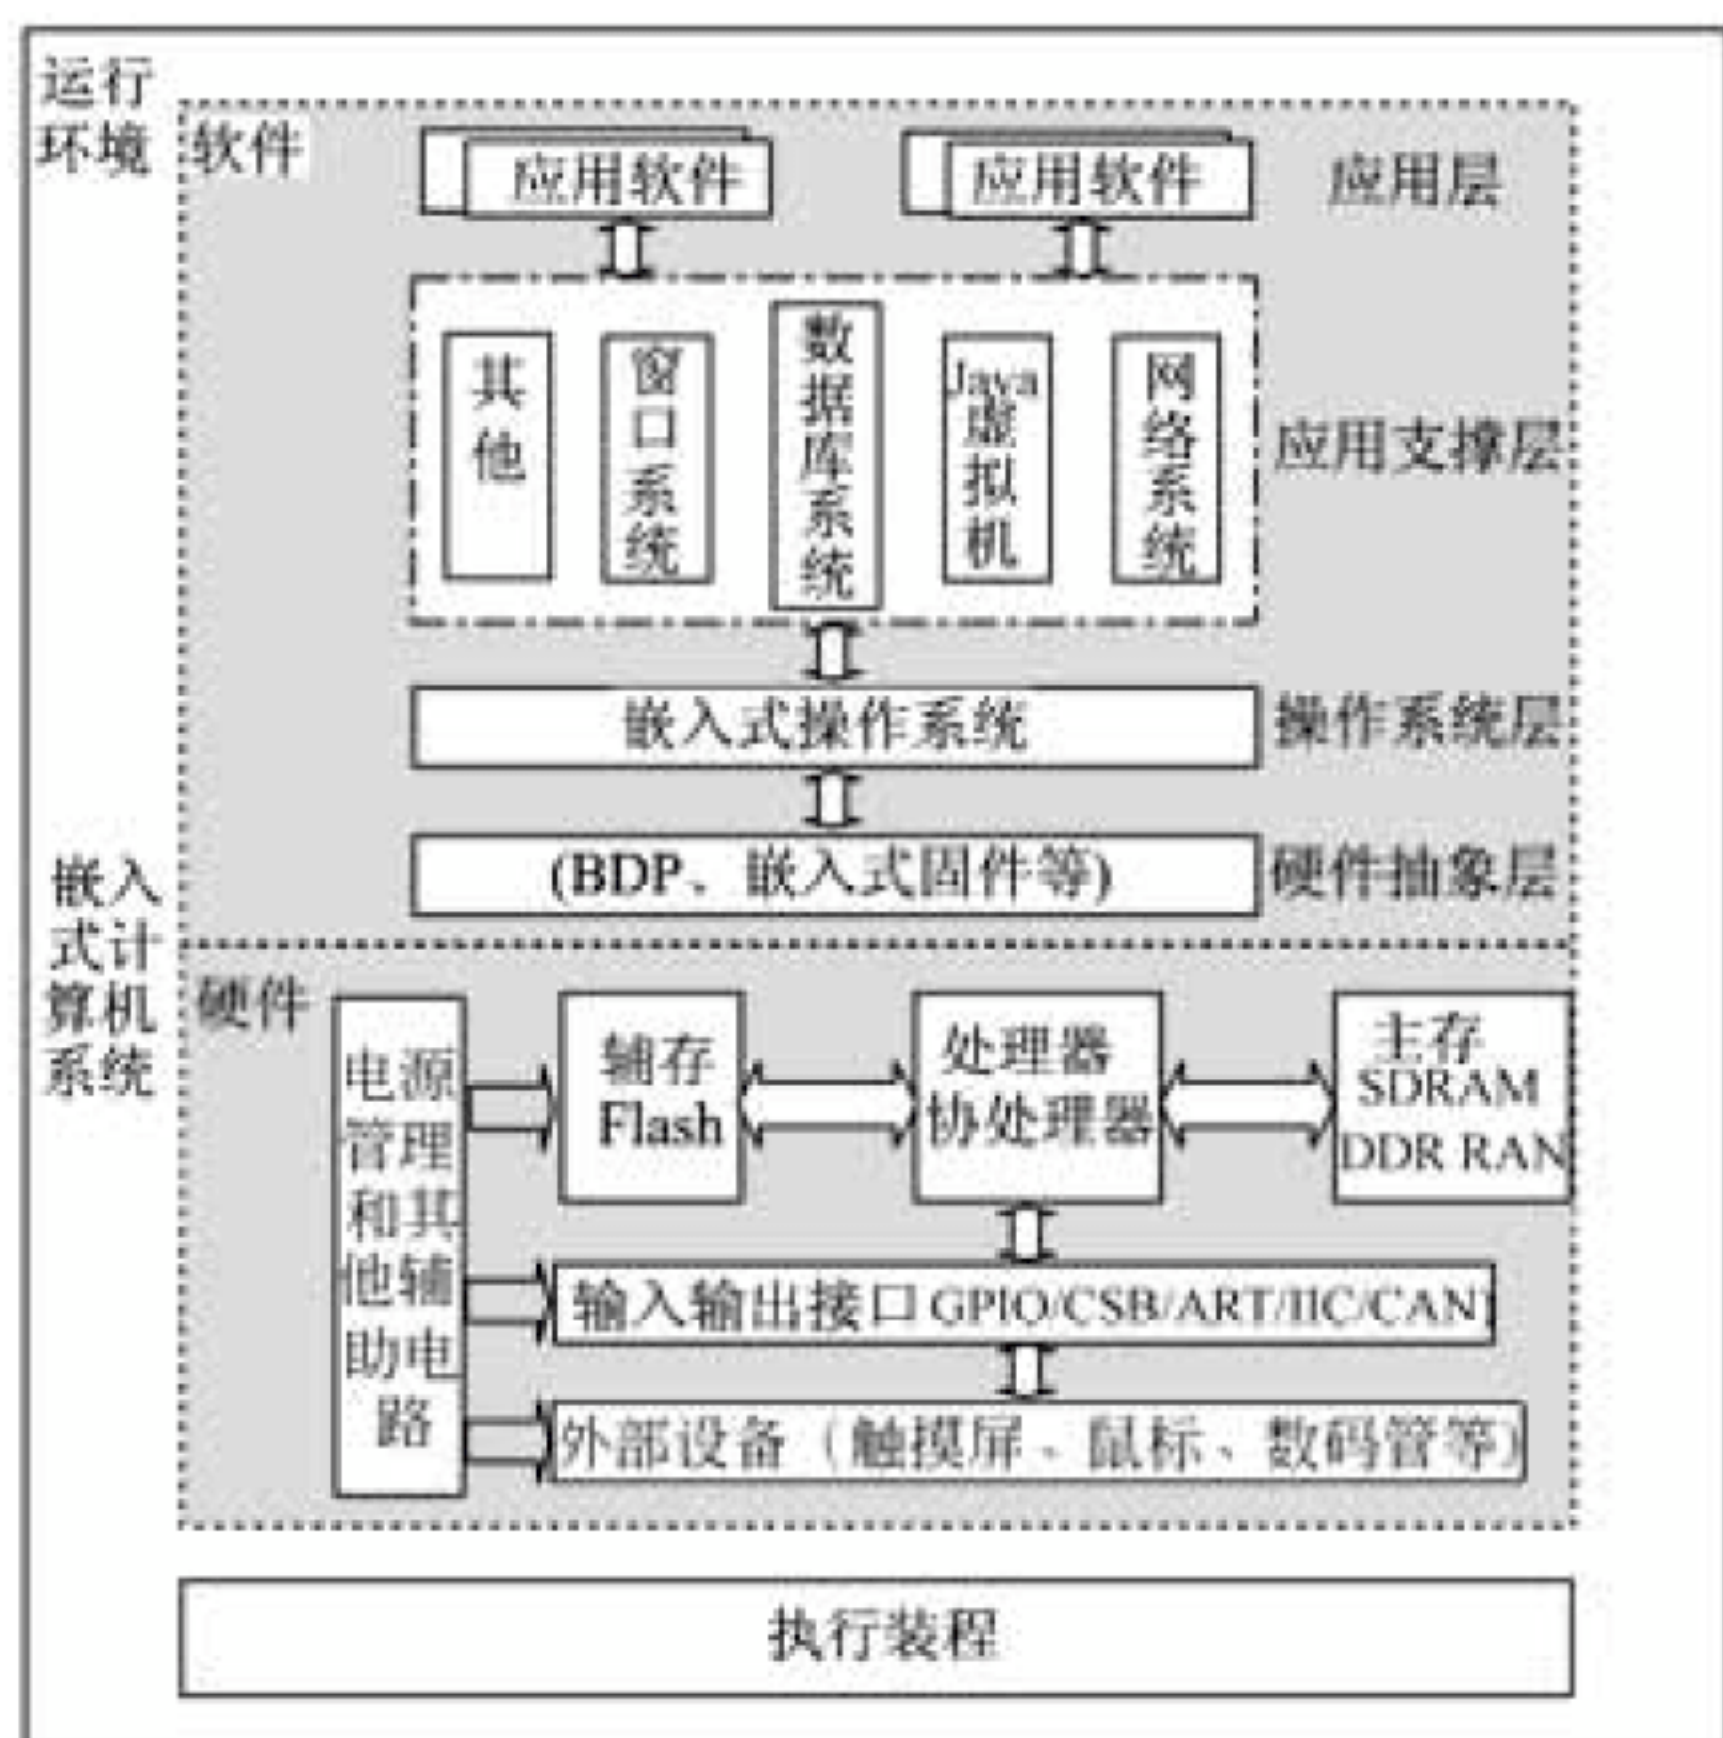 运行
环境
软件
应用软件
应用软件
应用层
其他
窗口系统
数据库系统
Java虚拟机
网络系统
应用支撑层
嵌入式操作系统
操作系统层
(BDP、嵌入式固件等)
硬件抽象层
嵌入
式计
算机
系统
硬件
电源
管理
和其
他辅
助电
路
辅存
Flash
处理器
协处理器
主存
SDRAM
DDR RAN
输入输出接口 GPIO/CSB/ART/IIC/CAN
外部设备（触摸屏、鼠标、数码管等）
执行装程